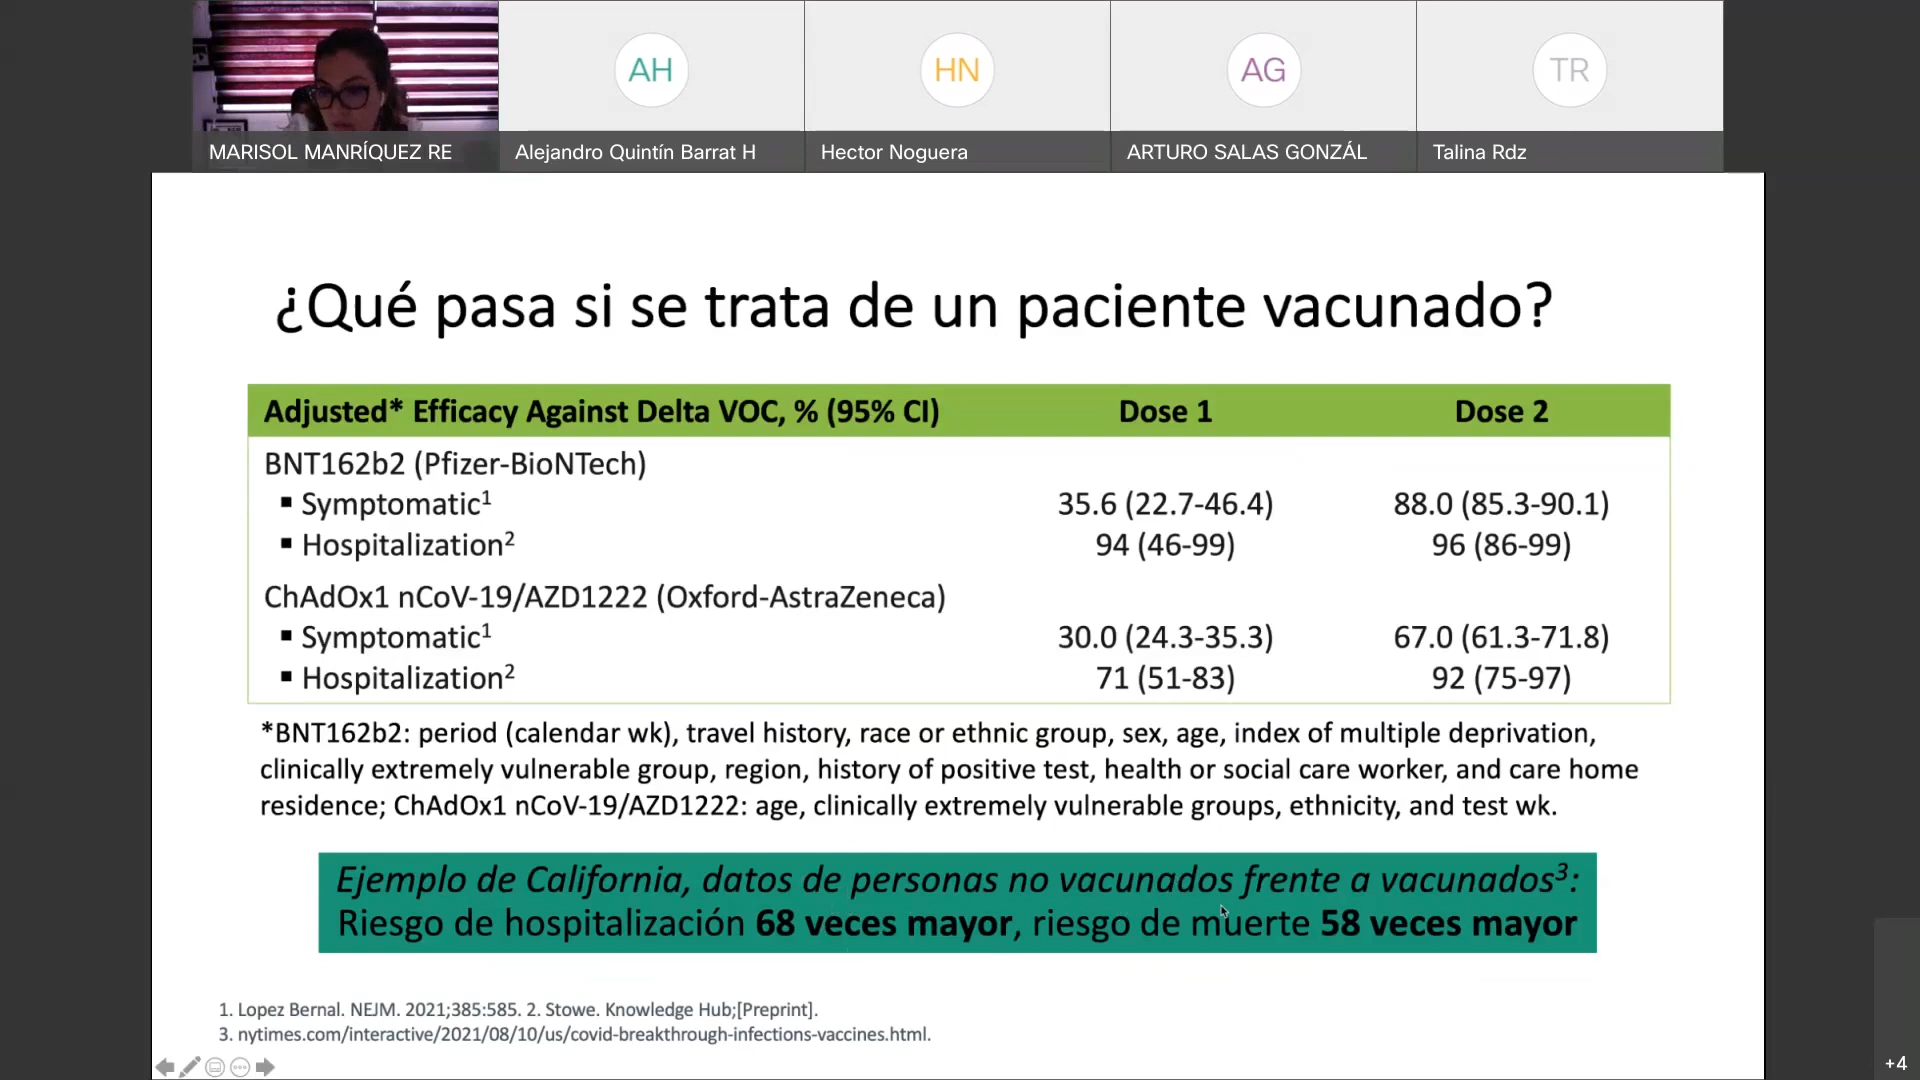 AH
HN
AG
TR
MARISOL MANRÍQUEZ RE
Alejandro Quintín Barrat H
Hector Noguera
ARTURO SALAS GONZÁL
Talina Rdz
¿Qué pasa si se trata de un paciente vacunado?
Adjusted* Efficacy Against Delta VOC, % (95% CI) Dose 1 Dose 2
BNT162b2 (Pfizer-BioNTech)
▪ Symptomatic¹ 35.6 (22.7-46.4) 88.0 (85.3-90.1)
▪ Hospitalization² 94 (46-99) 96 (86-99)
ChAdOx1 nCoV-19/AZD1222 (Oxford-AstraZeneca)
▪ Symptomatic¹ 30.0 (24.3-35.3) 67.0 (61.3-71.8)
▪ Hospitalization² 71 (51-83) 92 (75-97)
*BNT162b2: period (calendar wk), travel history, race or ethnic group, sex, age, index of multiple deprivation,
clinically extremely vulnerable group, region, history of positive test, health or social care worker, and care home
residence; ChAdOx1 nCoV-19/AZD1222: age, clinically extremely vulnerable groups, ethnicity, and test wk.
Ejemplo de California, datos de personas no vacunados frente a vacunados³:
Riesgo de hospitalización 68 veces mayor, riesgo de muerte 58 veces mayor
1. Lopez Bernal. NEJM. 2021;385:585. 2. Stowe. Knowledge Hub;[Preprint].
3. nytimes.com/interactive/2021/08/10/us/covid-breakthrough-infections-vaccines.html.
+4